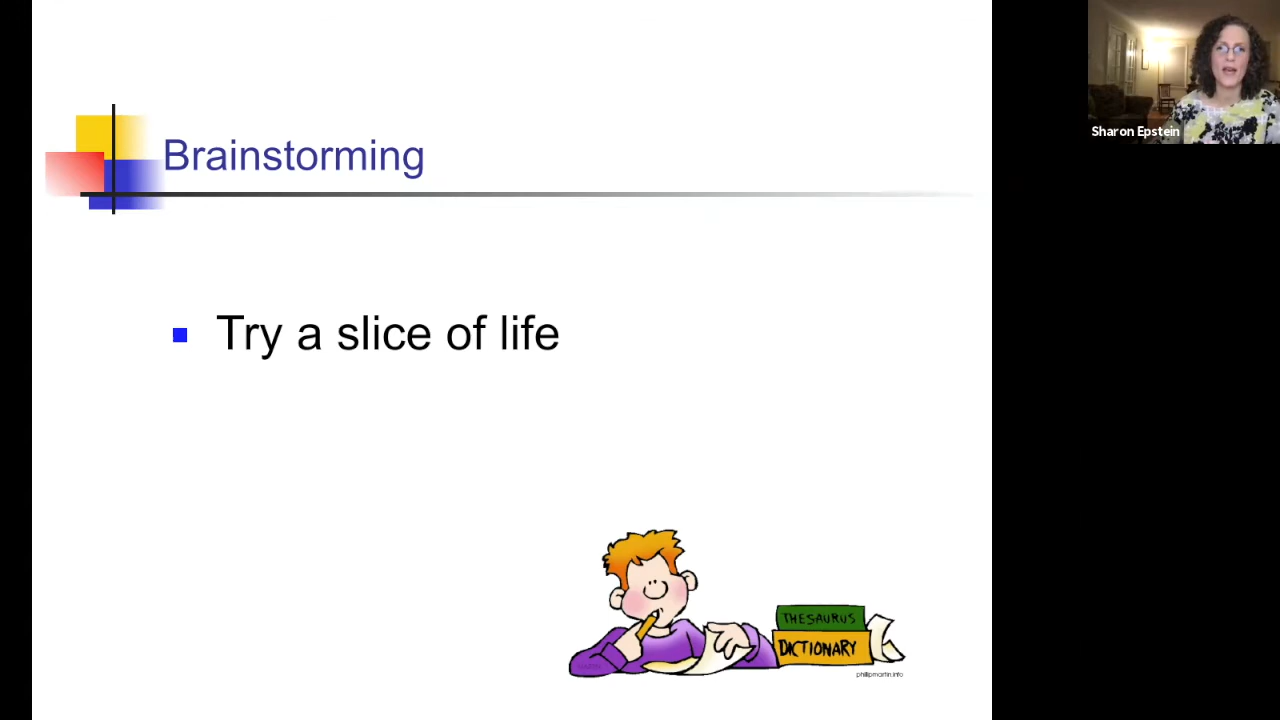 Sharon Epstein
Brainstorming
Try a slice of life
THESAURUS
DICTIONARY
phillipmartin.info